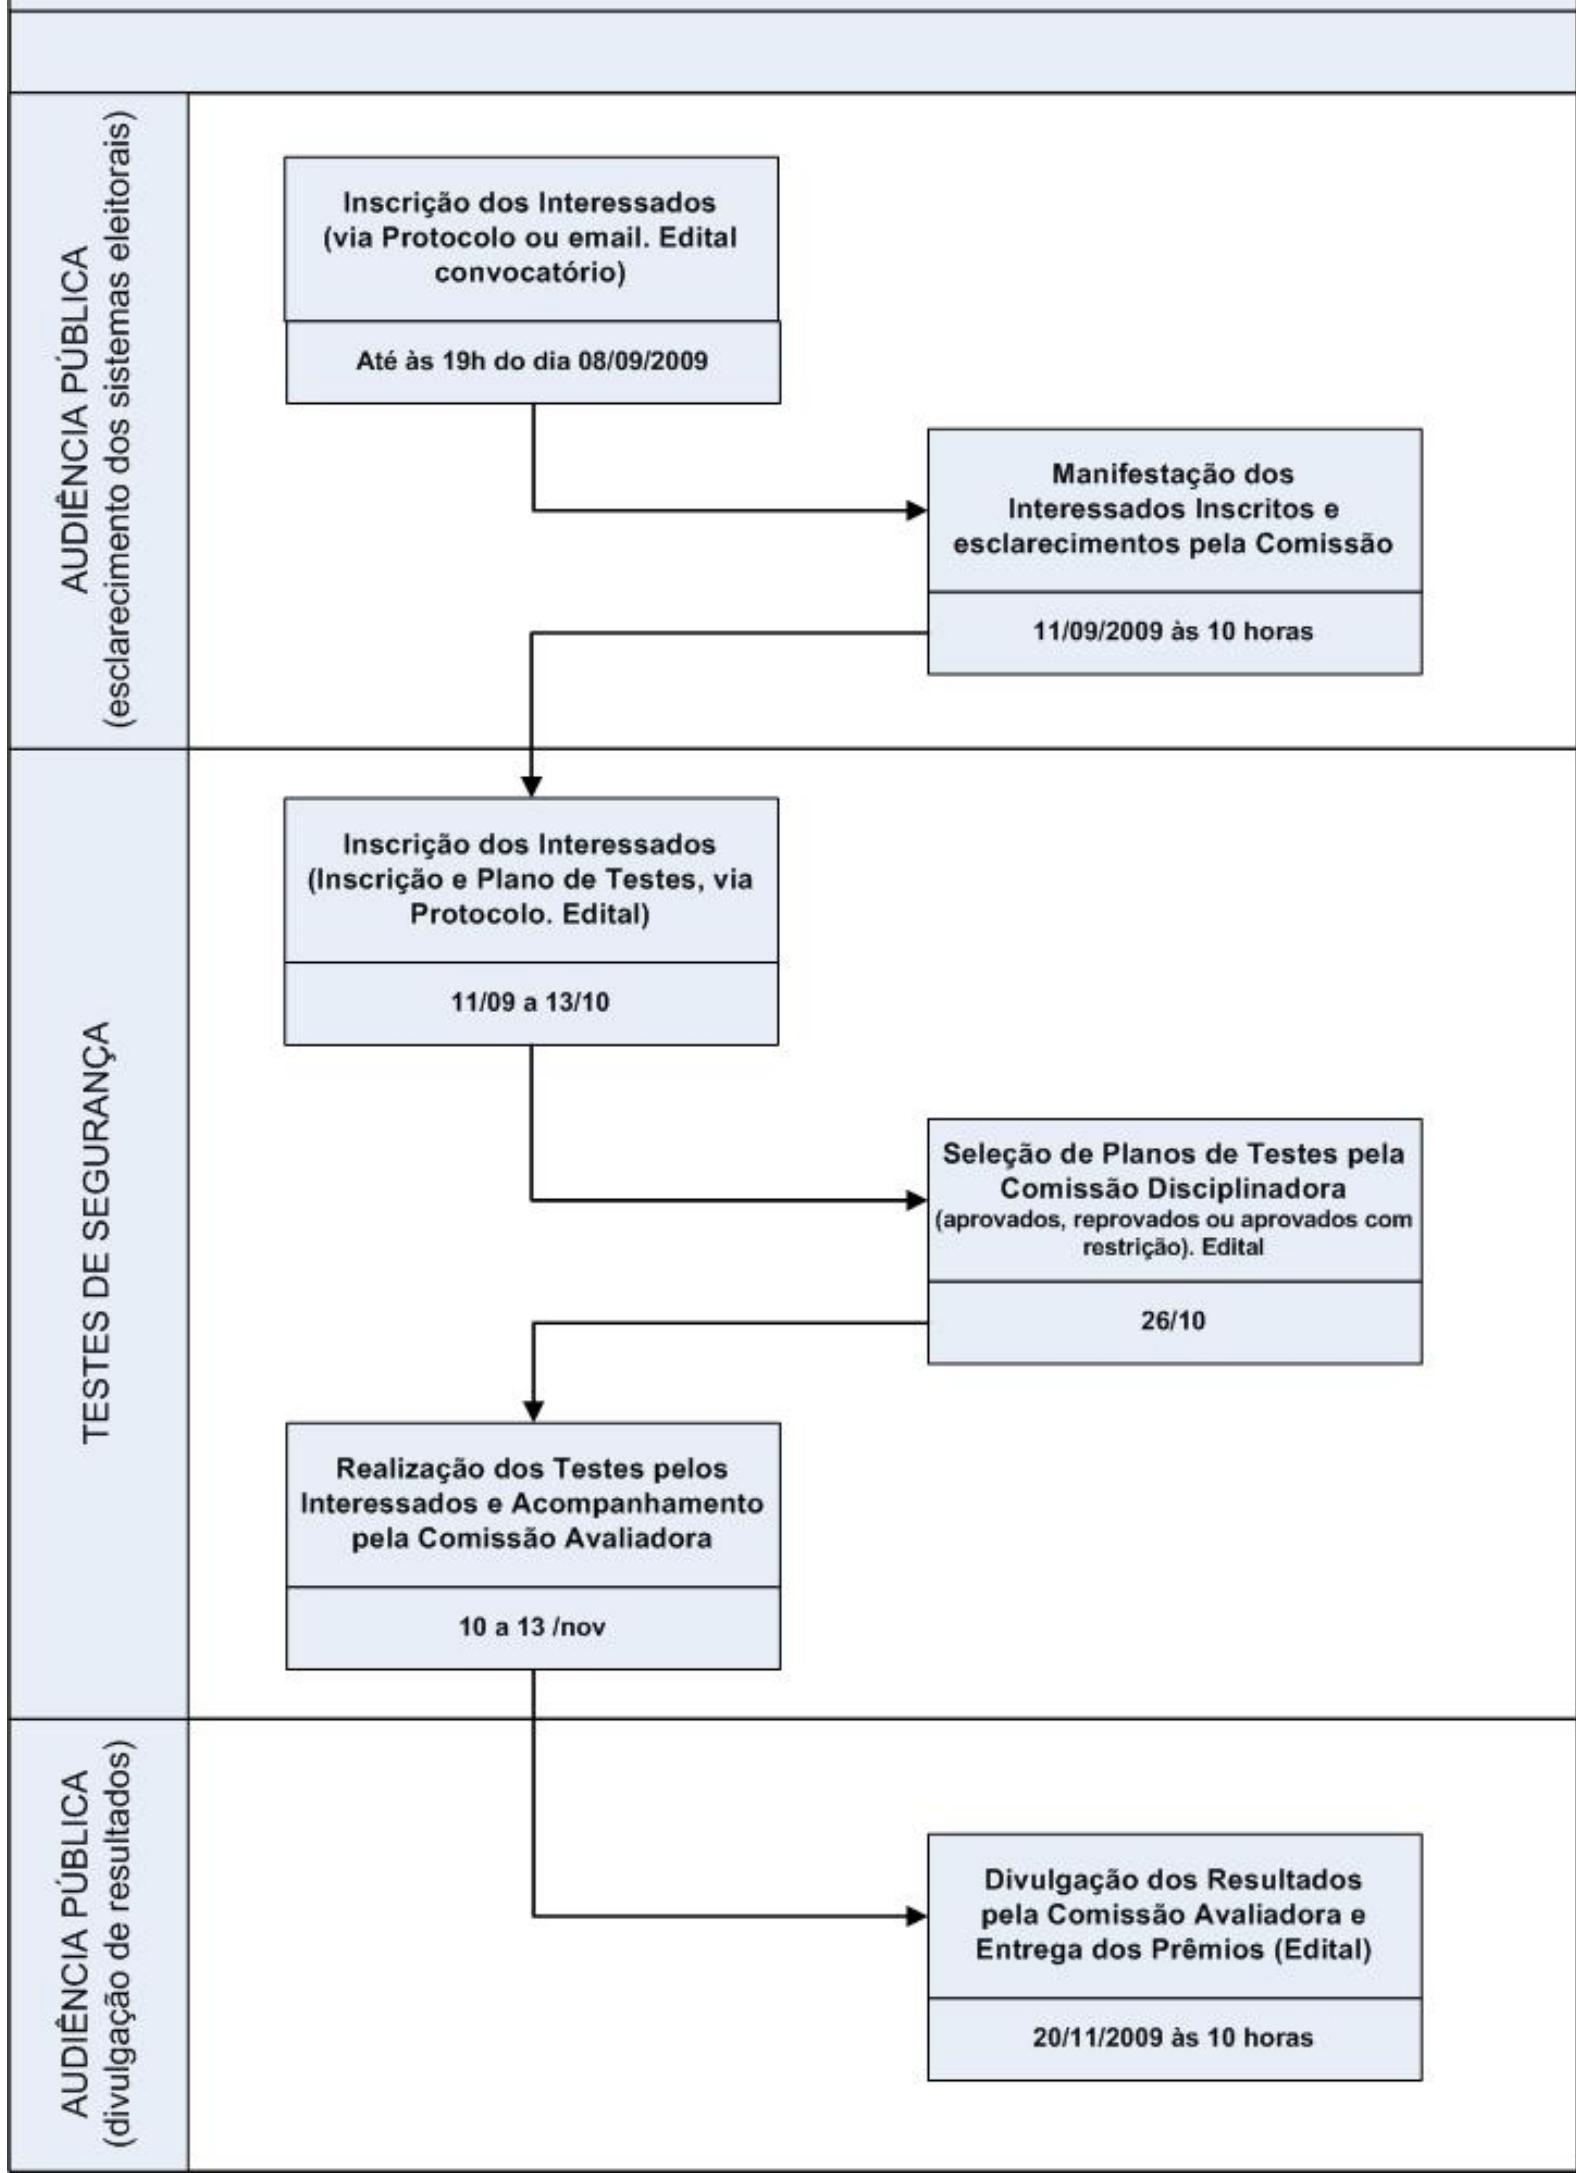 AUDIÊNCIA PÚBLICA
(esclarecimento dos sistemas eleitorais)
Inscrição dos Interessados
(via Protocolo ou email. Edital
convocatório)
Até às 19h do dia 08/09/2009
Manifestação dos
Interessados Inscritos e
esclarecimentos pela Comissão
11/09/2009 às 10 horas
TESTES DE SEGURANÇA
Inscrição dos Interessados
(Inscrição e Plano de Testes, via
Protocolo. Edital)
11/09 a 13/10
Seleção de Planos de Testes pela
Comissão Disciplinadora
(aprovados, reprovados ou aprovados com
restrição). Edital
26/10
Realização dos Testes pelos
Interessados e Acompanhamento
pela Comissão Avaliadora
10 a 13 /nov
AUDIÊNCIA PÚBLICA
(divulgação de resultados)
Divulgação dos Resultados
pela Comissão Avaliadora e
Entrega dos Prêmios (Edital)
20/11/2009 às 10 horas